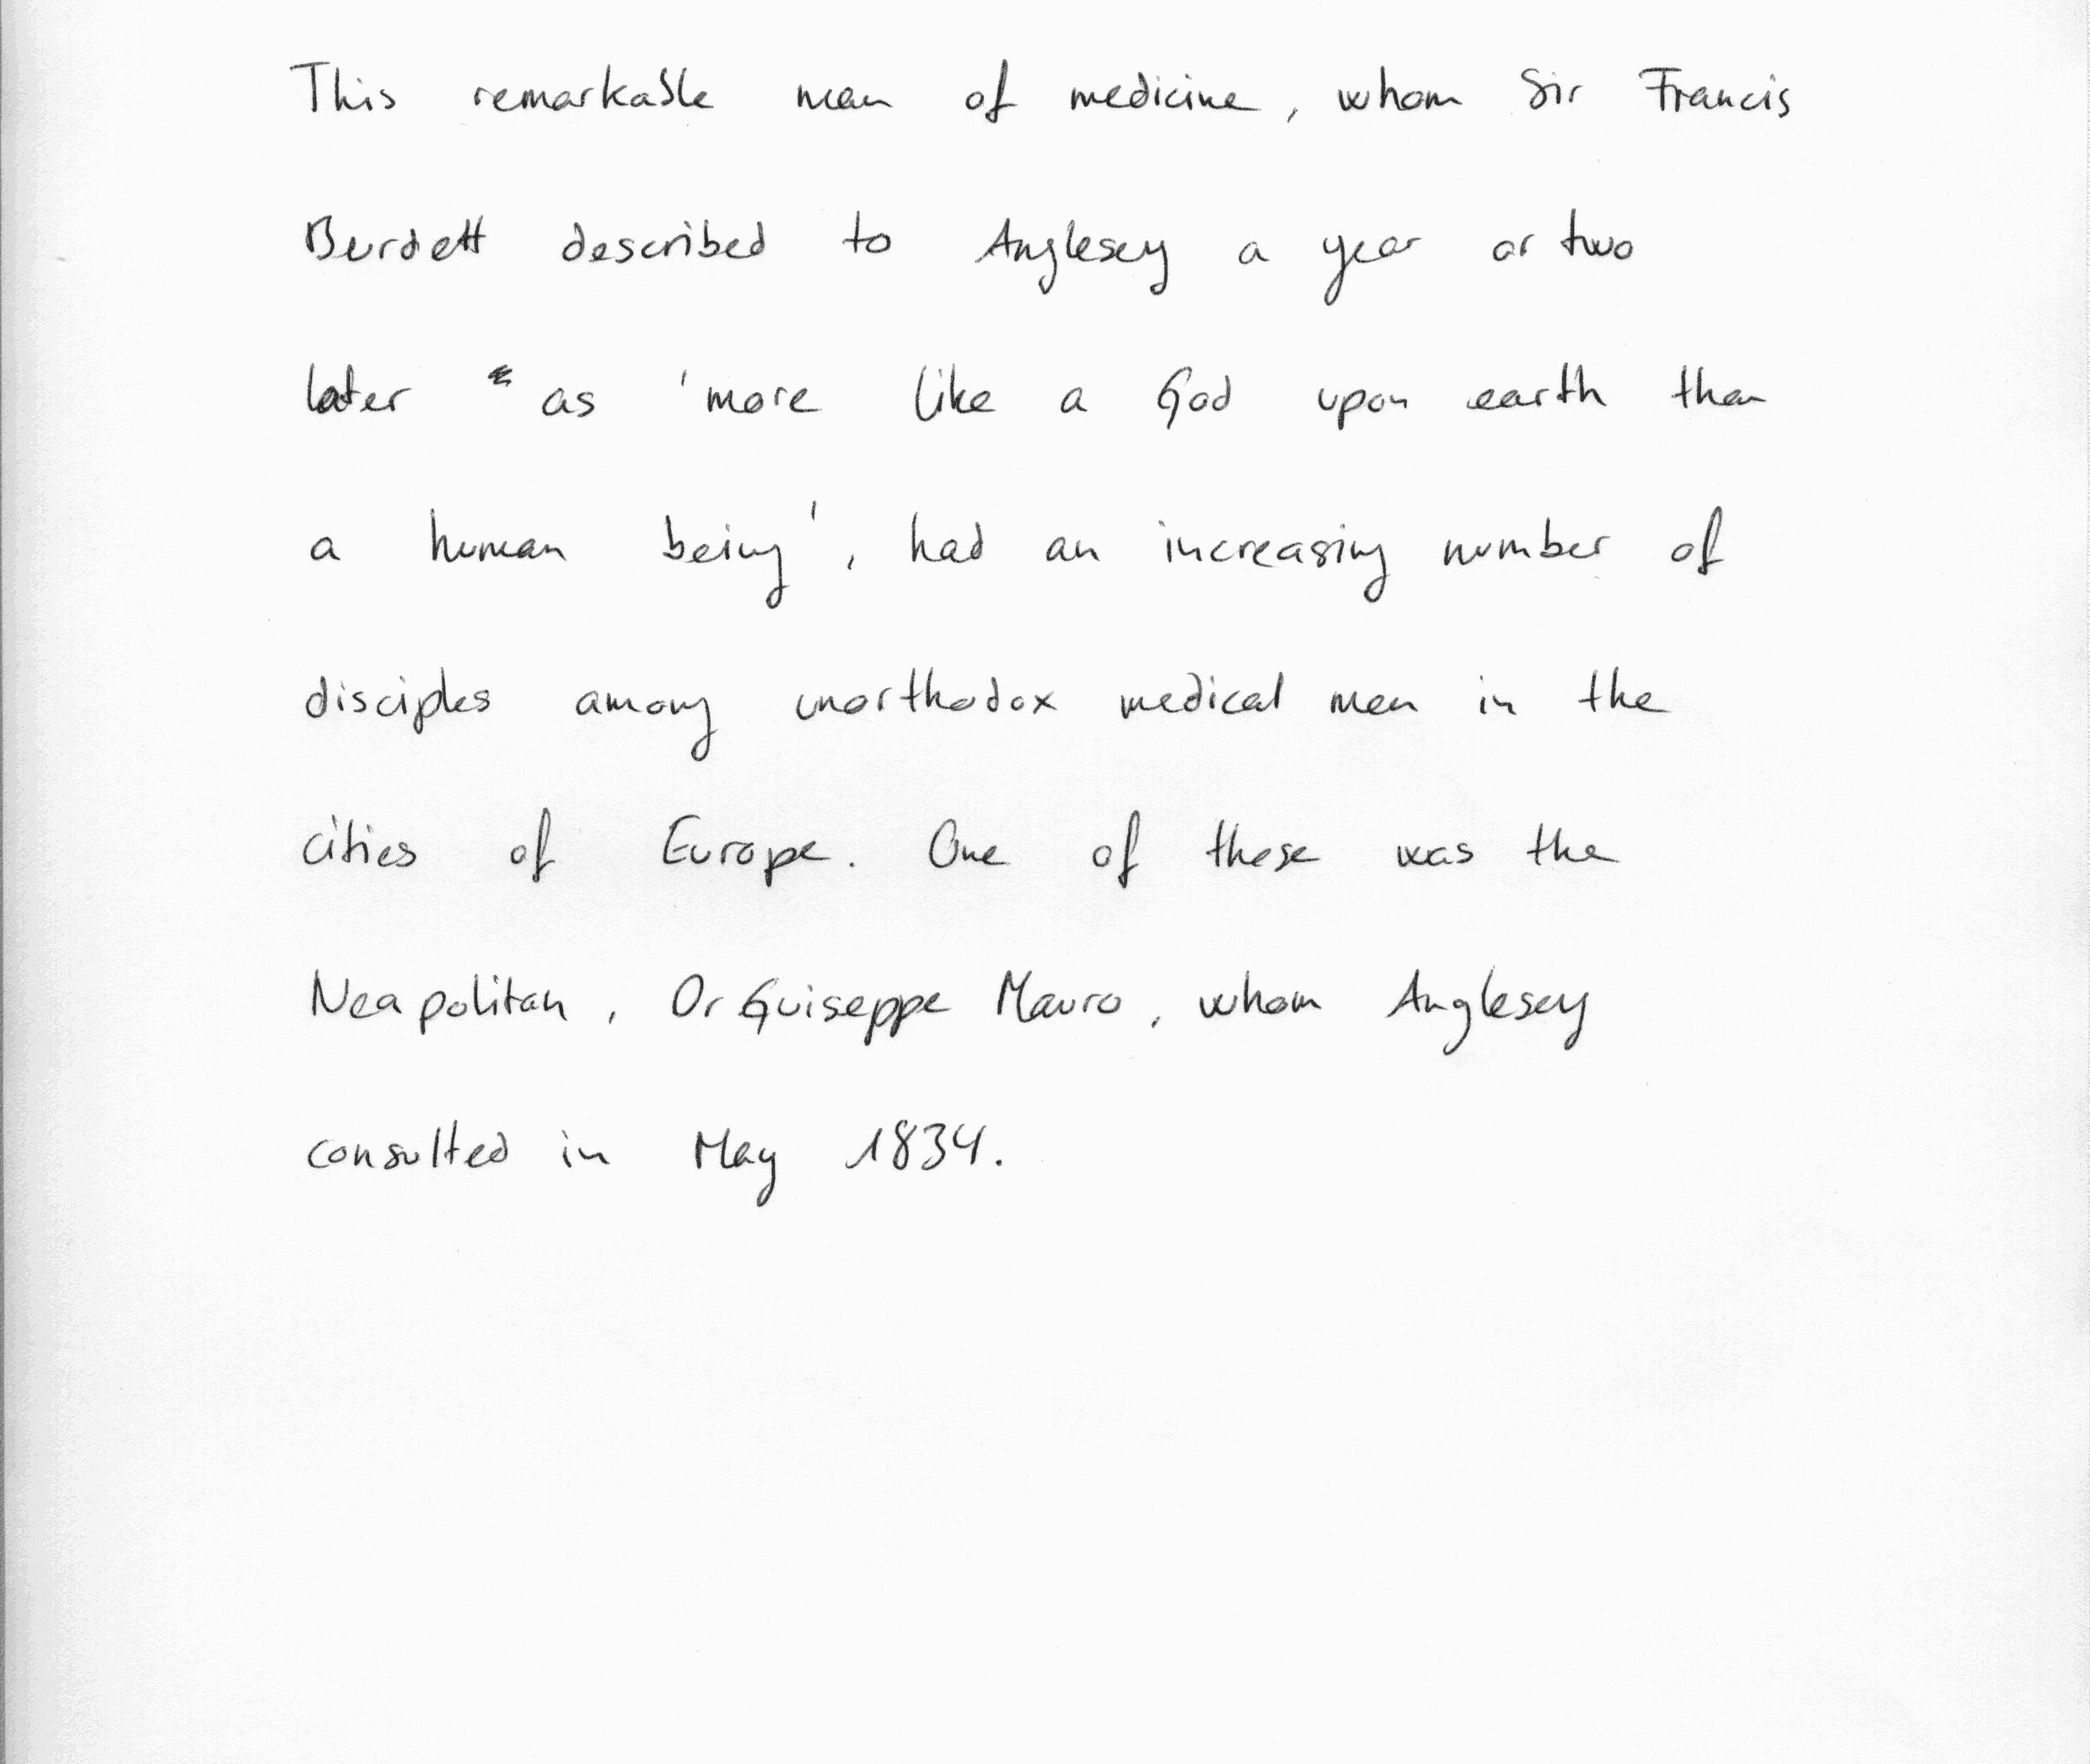 This remarkable man of medicine, whom Sir Francis
Burdett described to Anglesey a year or two
later as 'more like a God upon earth than
a human being', had an increasing number of
disciples among unorthodox medical men in the
cities of Europe. One of these was the
Neapolitan, Dr Guiseppe Mauro, whom Anglesey
consulted in May 1834.